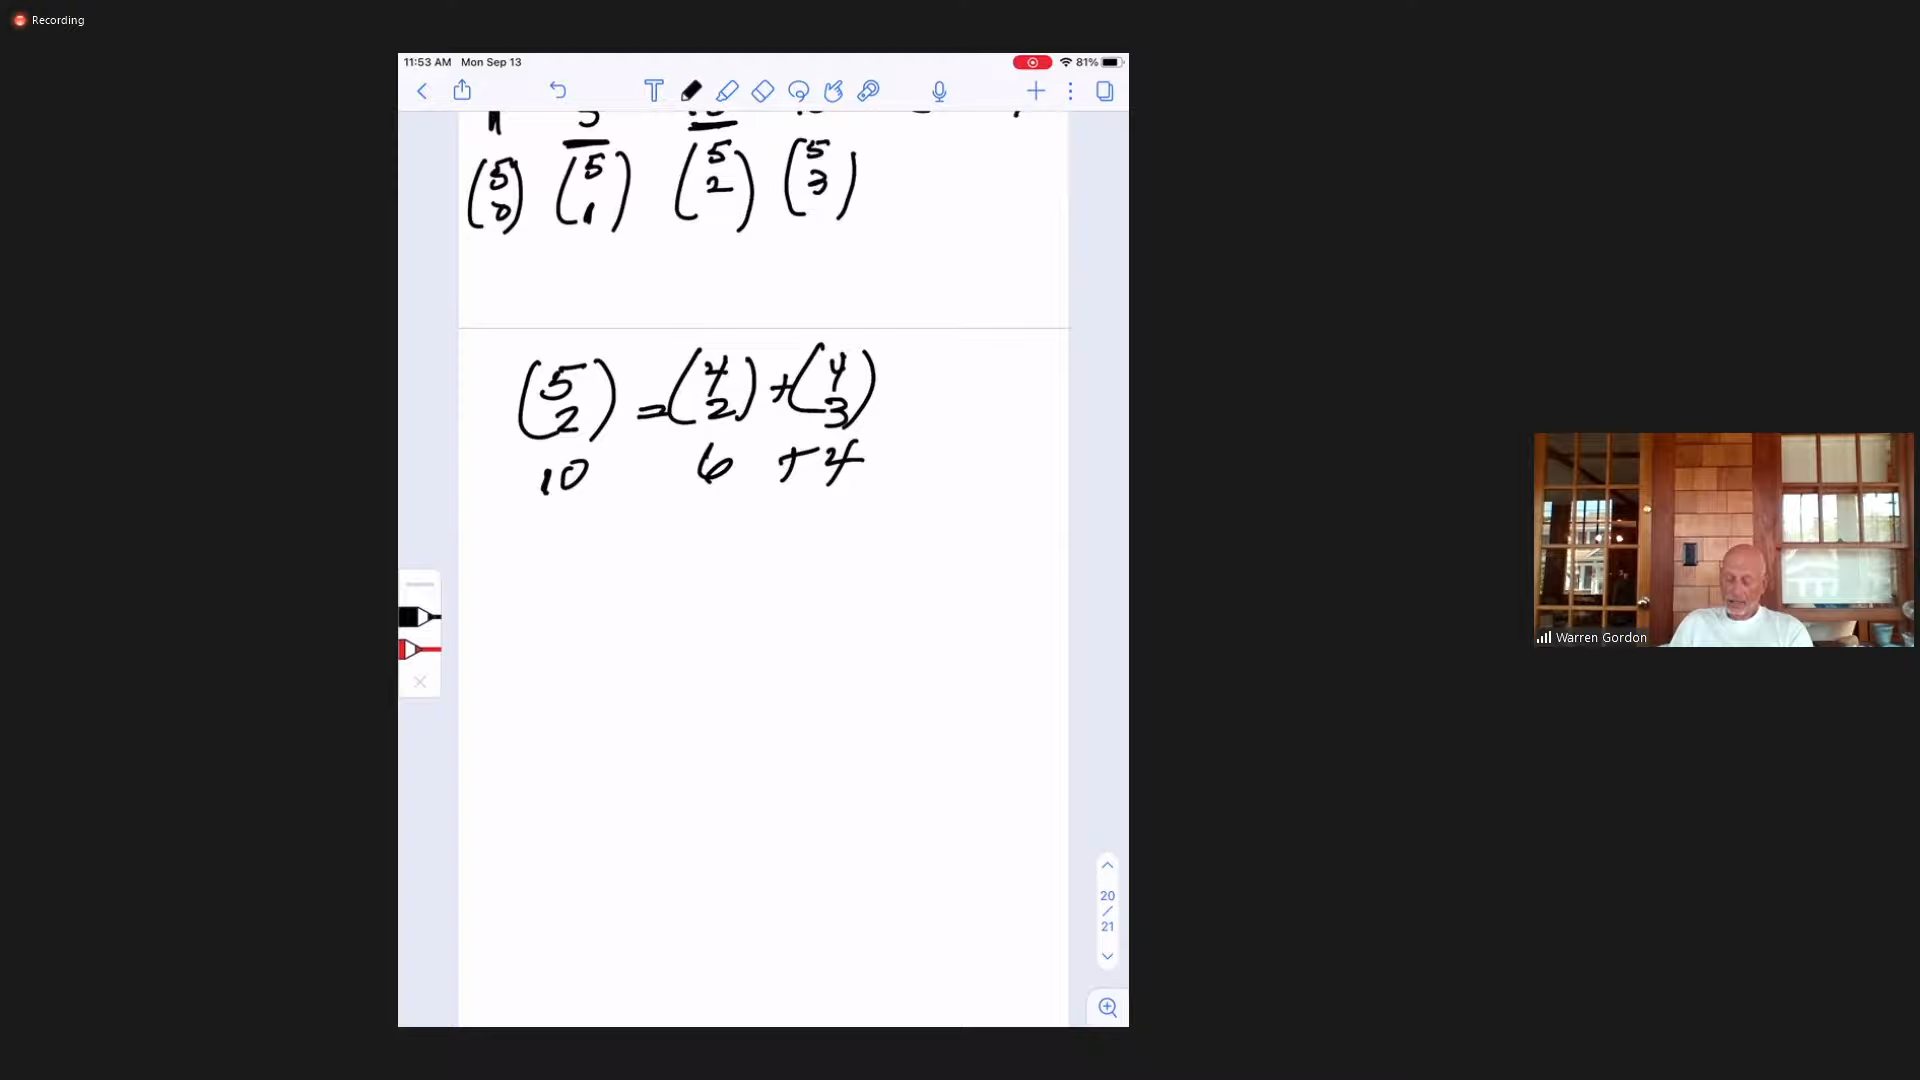 Recording
11:53 AM Mon Sep 13
81%
(5 0) (5 1) (5 2) (5 3)
(5 2) = (4 2) + (4 3)
10 6 + 4
20
/
21
Warren Gordon